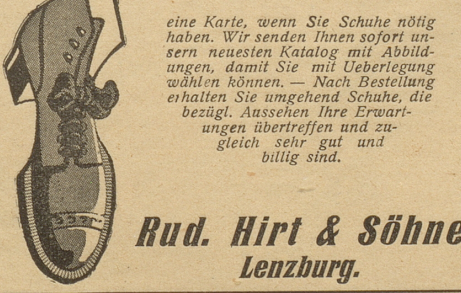 eine Karte, wenn Sie Schuhe nötig
haben. Wir senden Ihnen sofort un-
sern neuesten Katalog mit Abbild-
ungen, damit Sie mit Ueberlegung
wählen können. — Nach Bestellung
erhalten Sie umgehend Schuhe, die
bezügl. Aussehen Ihre Erwart-
ungen übertreffen und zu-
gleich sehr gut und
billig sind.
Rud. Hirt & Söhne
Lenzburg.